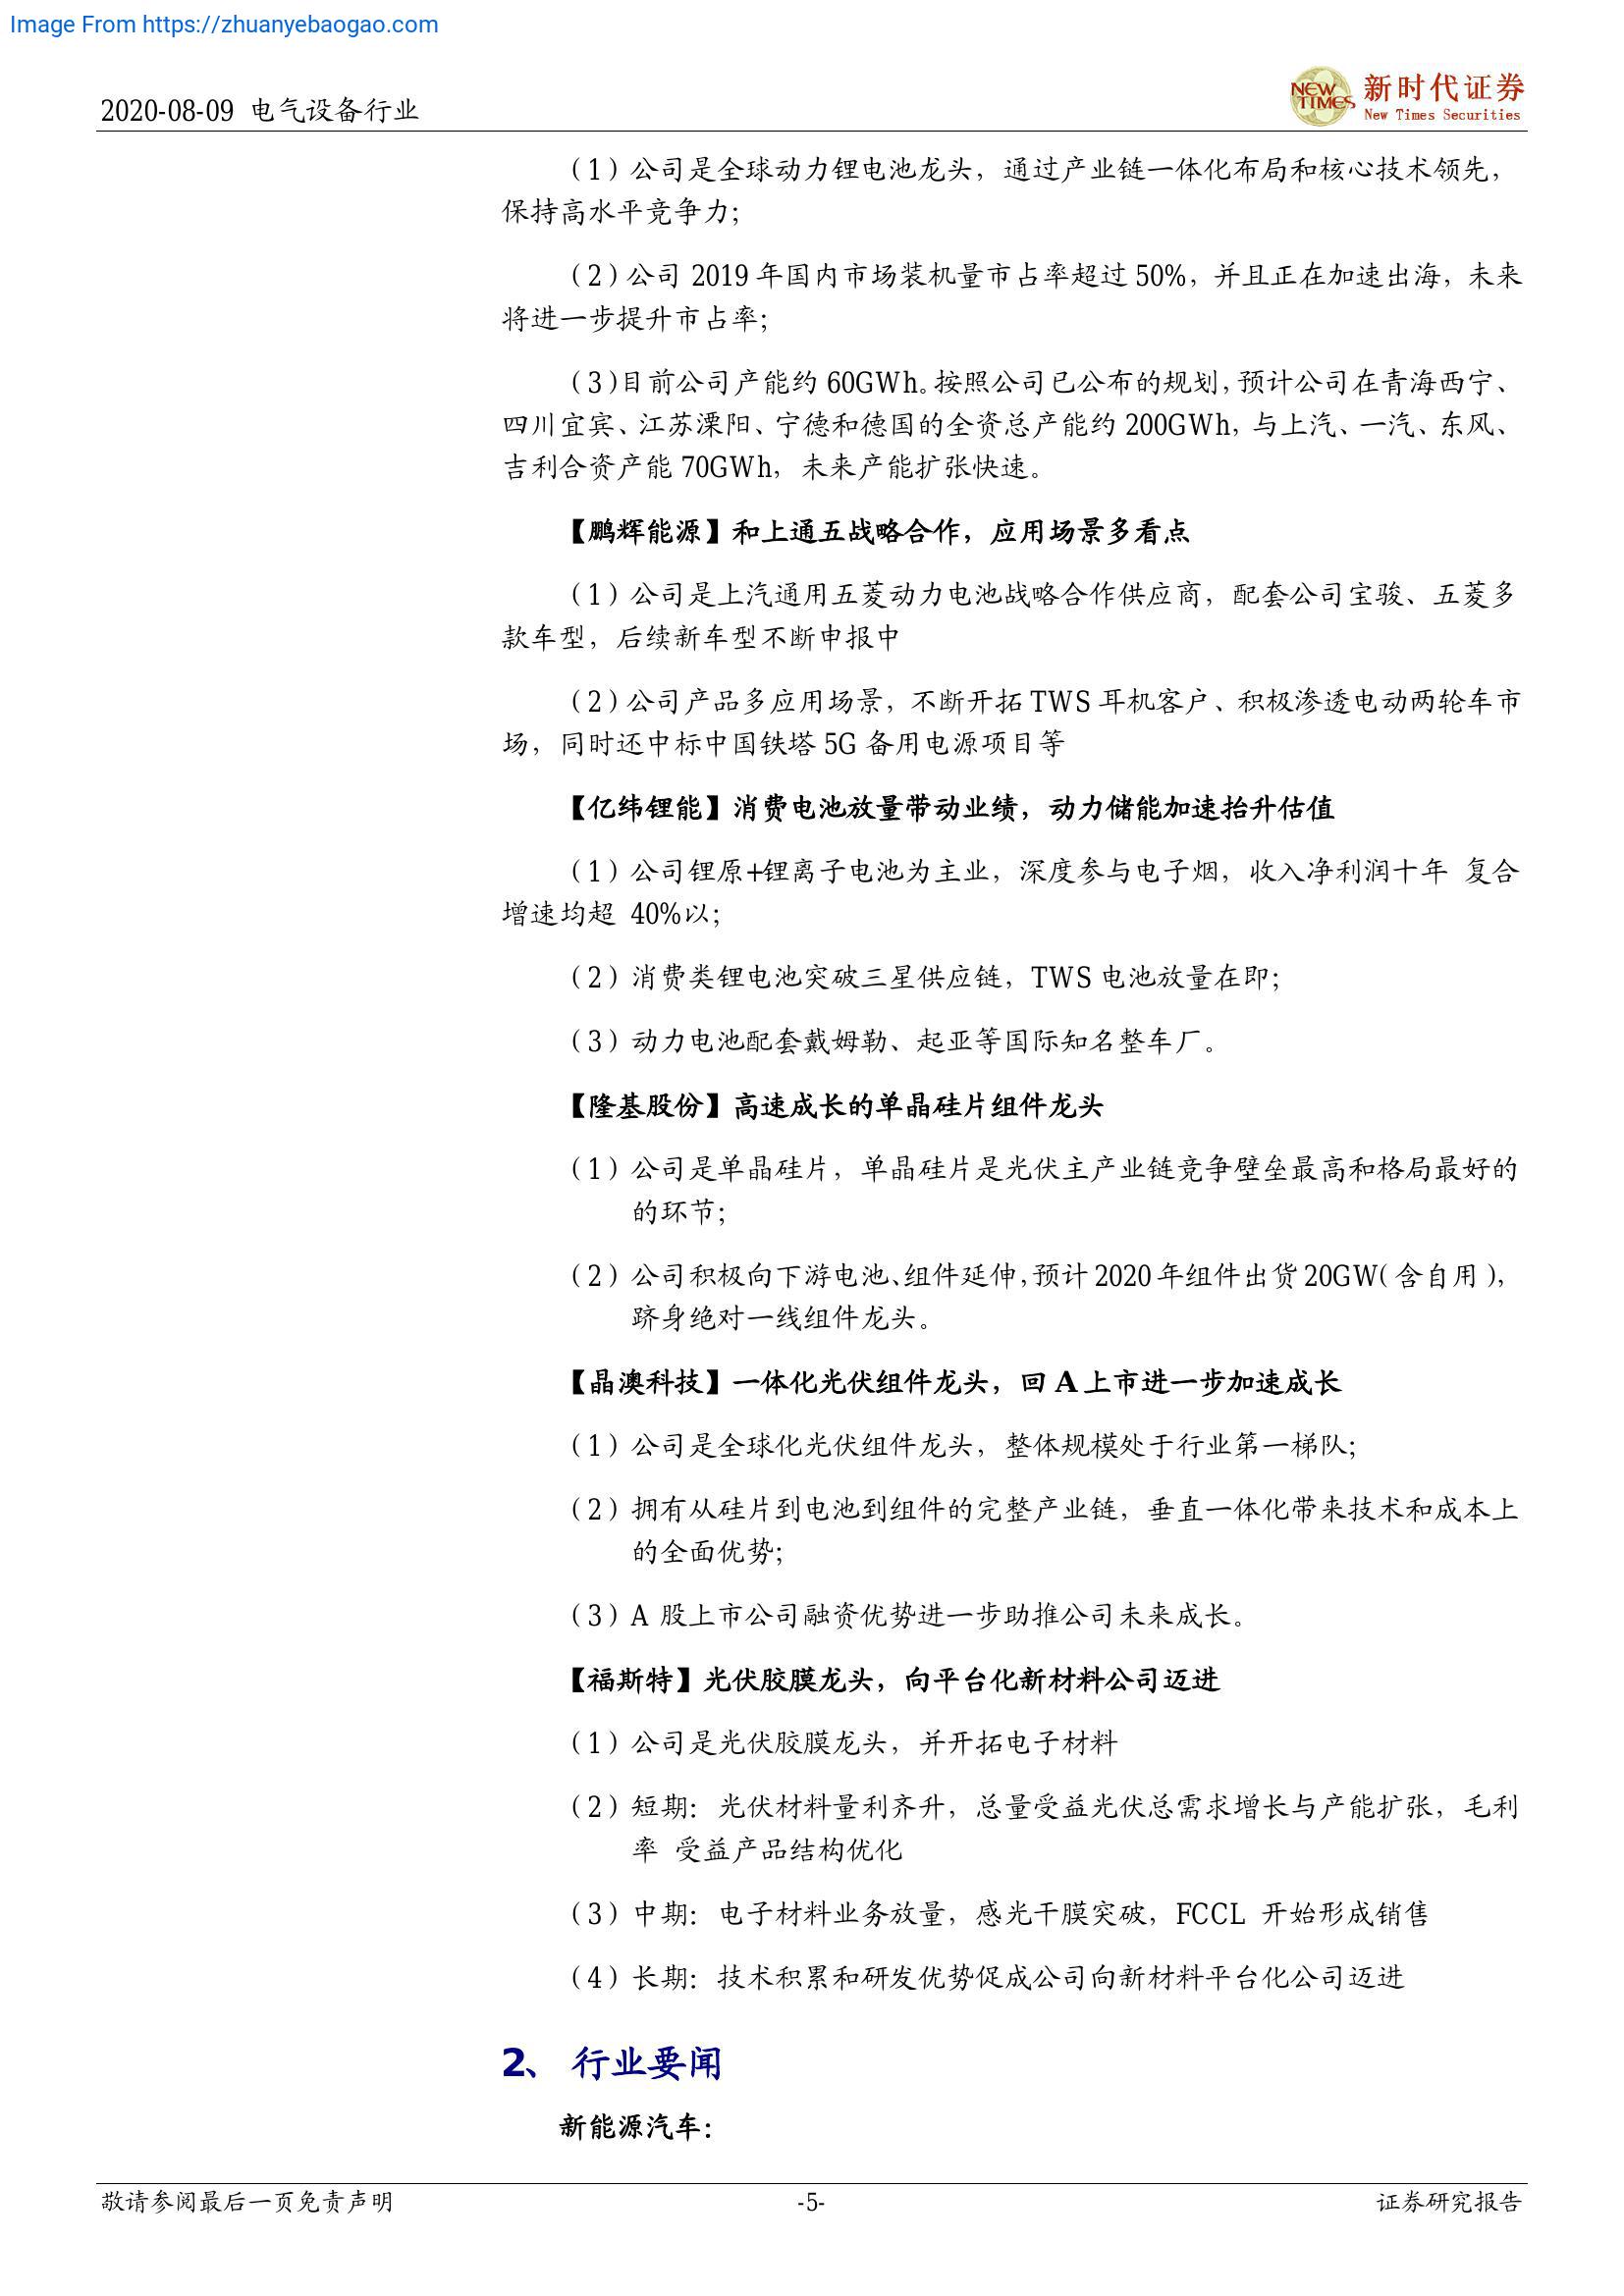 Image From https://zhuanyebaogao.com
2020-08-09 电气设备行业
NEW TIMES 新时代证券
New Times Securities
（1）公司是全球动力锂电池龙头，通过产业链一体化布局和核心技术领先，
保持高水平竞争力；
（2）公司 2019 年国内市场装机量市占率超过 50%，并且正在加速出海，未来
将进一步提升市占率；
（3）目前公司产能约 60GWh。按照公司已公布的规划，预计公司在青海西宁、
四川宜宾、江苏溧阳、宁德和德国的全资总产能约 200GWh，与上汽、一汽、东风、
吉利合资产能 70GWh，未来产能扩张快速。
【鹏辉能源】和上通五战略合作，应用场景多看点
（1）公司是上汽通用五菱动力电池战略合作供应商，配套公司宝骏、五菱多
款车型，后续新车型不断申报中
（2）公司产品多应用场景，不断开拓 TWS 耳机客户、积极渗透电动两轮车市
场，同时还中标中国铁塔 5G 备用电源项目等
【亿纬锂能】消费电池放量带动业绩，动力储能加速抬升估值
（1）公司锂原+锂离子电池为主业，深度参与电子烟，收入净利润十年 复合
增速均超 40%以；
（2）消费类锂电池突破三星供应链，TWS 电池放量在即；
（3）动力电池配套戴姆勒、起亚等国际知名整车厂。
【隆基股份】高速成长的单晶硅片组件龙头
（1）公司是单晶硅片，单晶硅片是光伏主产业链竞争壁垒最高和格局最好的
的环节；
（2）公司积极向下游电池、组件延伸，预计 2020 年组件出货 20GW（含自用），
跻身绝对一线组件龙头。
【晶澳科技】一体化光伏组件龙头，回 A 上市进一步加速成长
（1）公司是全球化光伏组件龙头，整体规模处于行业第一梯队；
（2）拥有从硅片到电池到组件的完整产业链，垂直一体化带来技术和成本上
的全面优势；
（3）A 股上市公司融资优势进一步助推公司未来成长。
【福斯特】光伏胶膜龙头，向平台化新材料公司迈进
（1）公司是光伏胶膜龙头，并开拓电子材料
（2）短期：光伏材料量利齐升，总量受益光伏总需求增长与产能扩张，毛利
率 受益产品结构优化
（3）中期：电子材料业务放量，感光干膜突破，FCCL 开始形成销售
（4）长期：技术积累和研发优势促成公司向新材料平台化公司迈进
2、 行业要闻
新能源汽车：
敬请参阅最后一页免责声明 -5- 证券研究报告